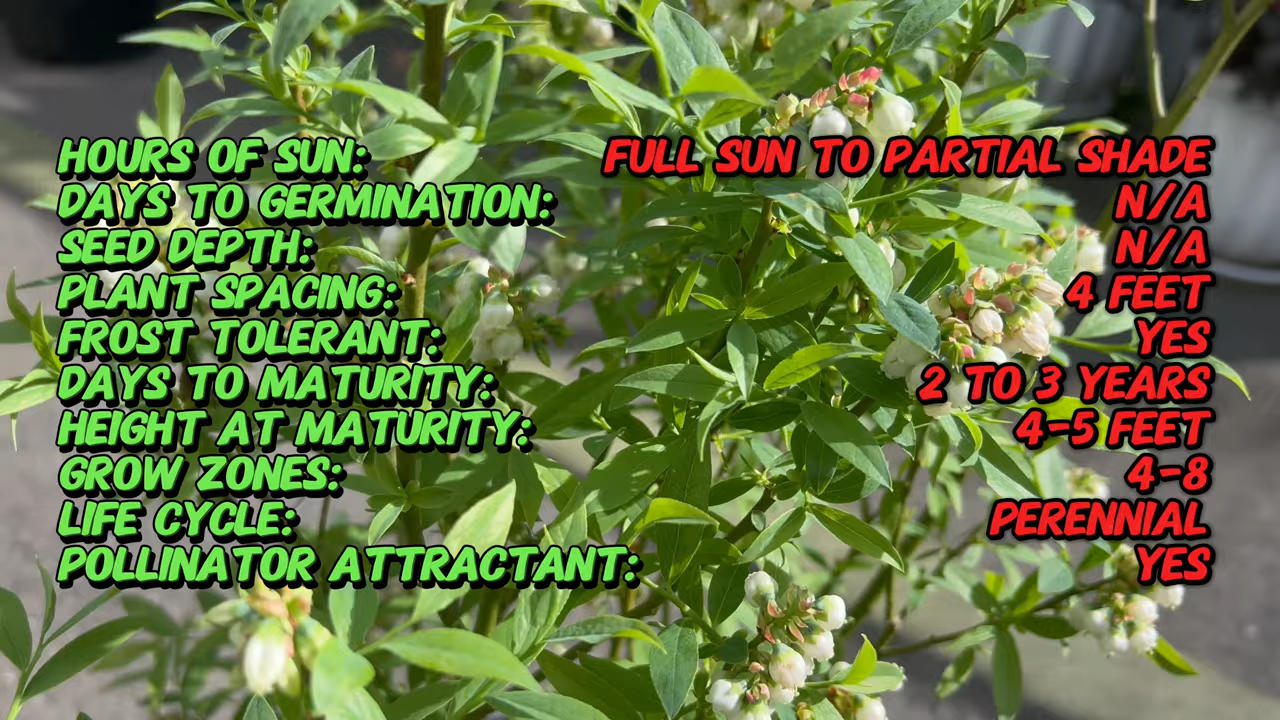 HOURS OF SUN: FULL SUN TO PARTIAL SHADE
DAYS TO GERMINATION: N/A
SEED DEPTH: N/A
PLANT SPACING: 4 FEET
FROST TOLERANT: YES
DAYS TO MATURITY: 2 TO 3 YEARS
HEIGHT AT MATURITY: 4-5 FEET
GROW ZONES: 4-8
LIFE CYCLE: PERENNIAL
POLLINATOR ATTRACTANT: YES